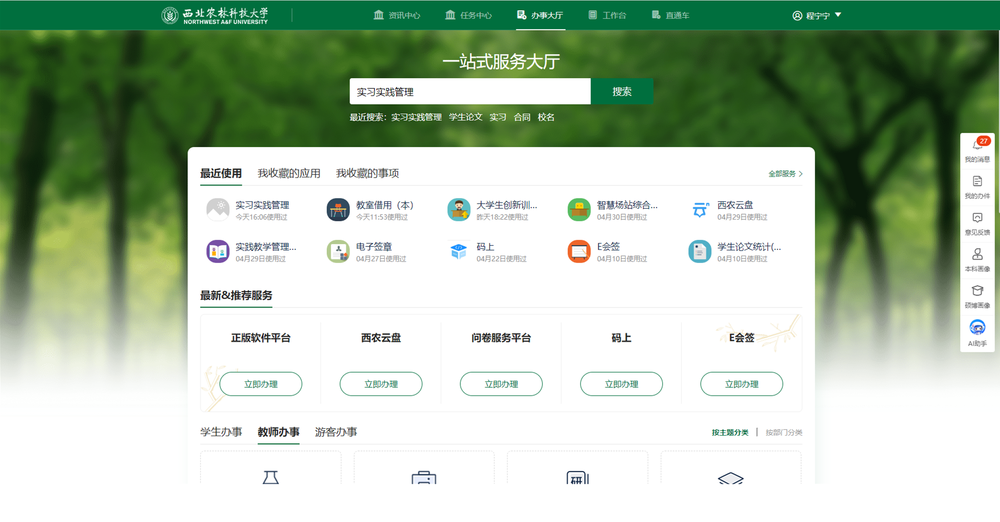 西北农林科技大学
NORTHWEST A&F UNIVERSITY
资讯中心 任务中心 办事大厅 工作台 直通车 程宁宁
一站式服务大厅
实习实践管理 搜索
最近搜索: 实习实践管理 学生论文 实习 合同 校名
27
我的消息
我的办件
意见反馈
本科画像
硕博画像
AI助手
最近使用 我收藏的应用 我收藏的事项 全部服务
实习实践管理 教室借用（本） 大学生创新训... 智慧场站综合... 西农云盘
今天16:06使用过 今天11:53使用过 昨天18:22使用过 04月30日使用过 04月29日使用过
实践教学管理... 电子签章 码上 E会签 学生论文统计(...
04月29日使用过 04月27日使用过 04月22日使用过 04月10日使用过 04月10日使用过
最新&推荐服务
正版软件平台 西农云盘 问卷服务平台 码上 E会签
立即办理 立即办理 立即办理 立即办理 立即办理
学生办事 教师办事 游客办事 按主题分类 | 按部门分类
研